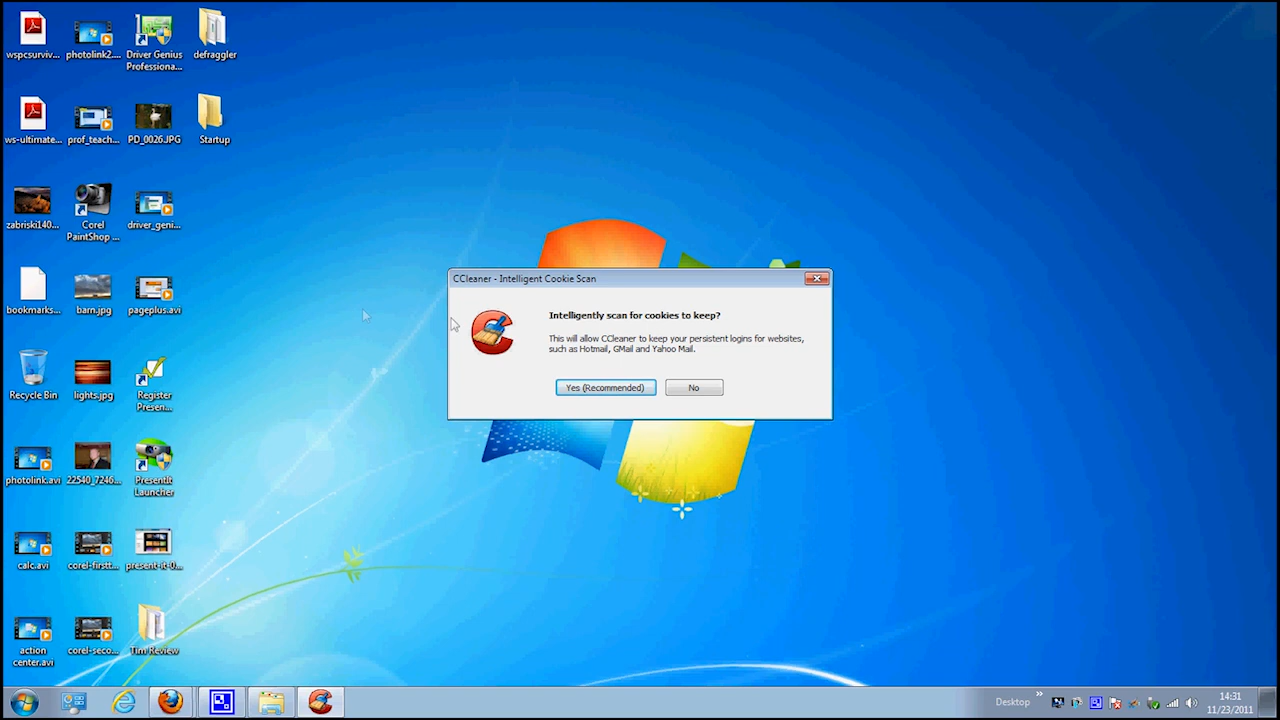 wspcsurviv...
photolink2....
Driver Genius
Professiona...
defraggler
ws-ultimate...
prof_teach...
PD_0026.JPG
Startup
zabriski140...
Corel
PaintShop ...
driver_geni...
bookmarks...
barn.jpg
pageplus.avi
Recycle Bin
lights.jpg
Register
Presen...
photolink.avi
22540_7246...
PresentIt
Launcher
calc.avi
corel-firstt...
present-it-0...
action
center.avi
corel-seco...
Tim Review
CCleaner - Intelligent Cookie Scan
Intelligently scan for cookies to keep?
This will allow CCleaner to keep your persistent logins for websites,
such as Hotmail, GMail and Yahoo Mail.
Yes (Recommended)
No
Desktop
14:31
11/23/2011